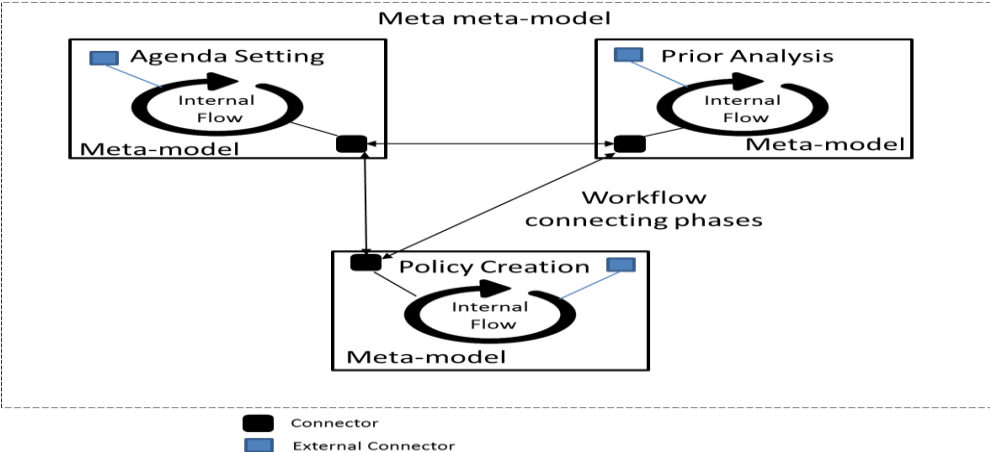 Meta meta-model
Agenda Setting
Internal
Flow
Meta-model
Prior Analysis
Internal
Flow
Meta-model
Workflow
connecting phases
Policy Creation
Internal
Flow
Meta-model
Connector
External Connector